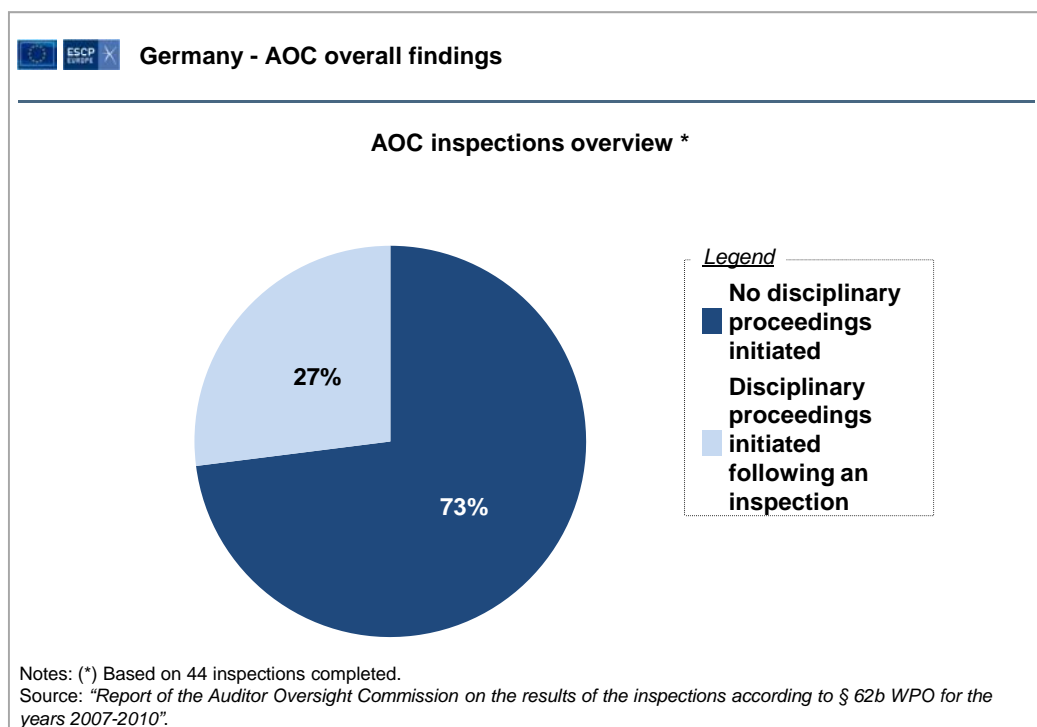 ESCP
EUROPE
Germany - AOC overall findings
AOC inspections overview *
27%
73%
Legend
No disciplinary
proceedings
initiated
Disciplinary
proceedings
initiated
following an
inspection
Notes: (*) Based on 44 inspections completed.
Source: “Report of the Auditor Oversight Commission on the results of the inspections according to § 62b WPO for the
years 2007-2010”.